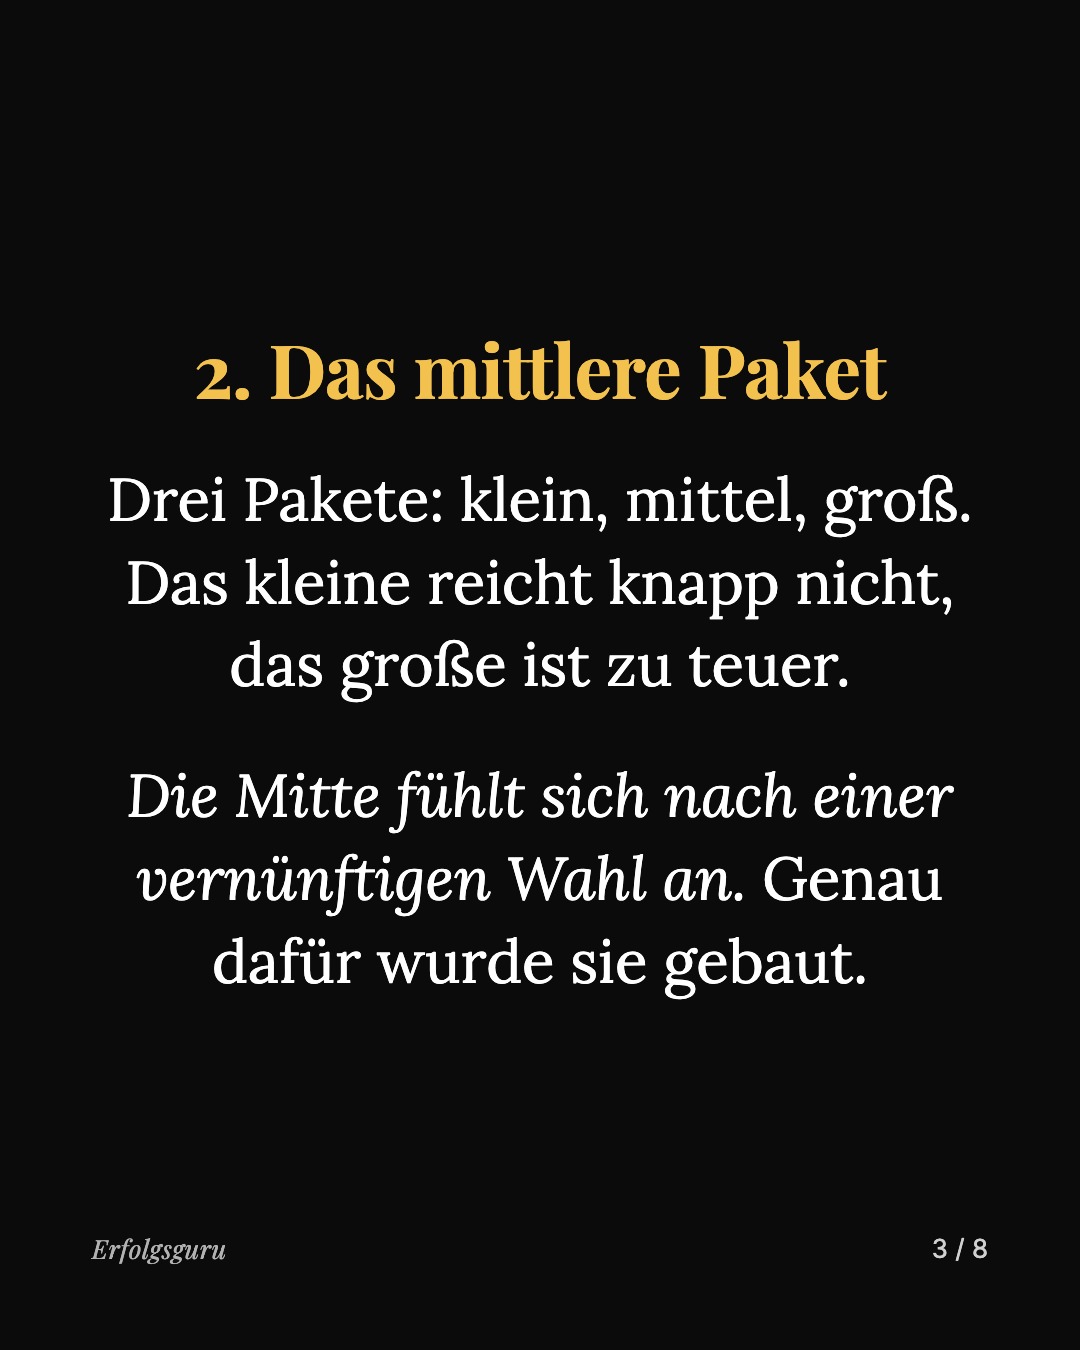 2. Das mittlere Paket
Drei Pakete: klein, mittel, groß.
Das kleine reicht knapp nicht,
das große ist zu teuer.
Die Mitte fühlt sich nach einer
vernünftigen Wahl an. Genau
dafür wurde sie gebaut.
Erfolgsguru
3 / 8